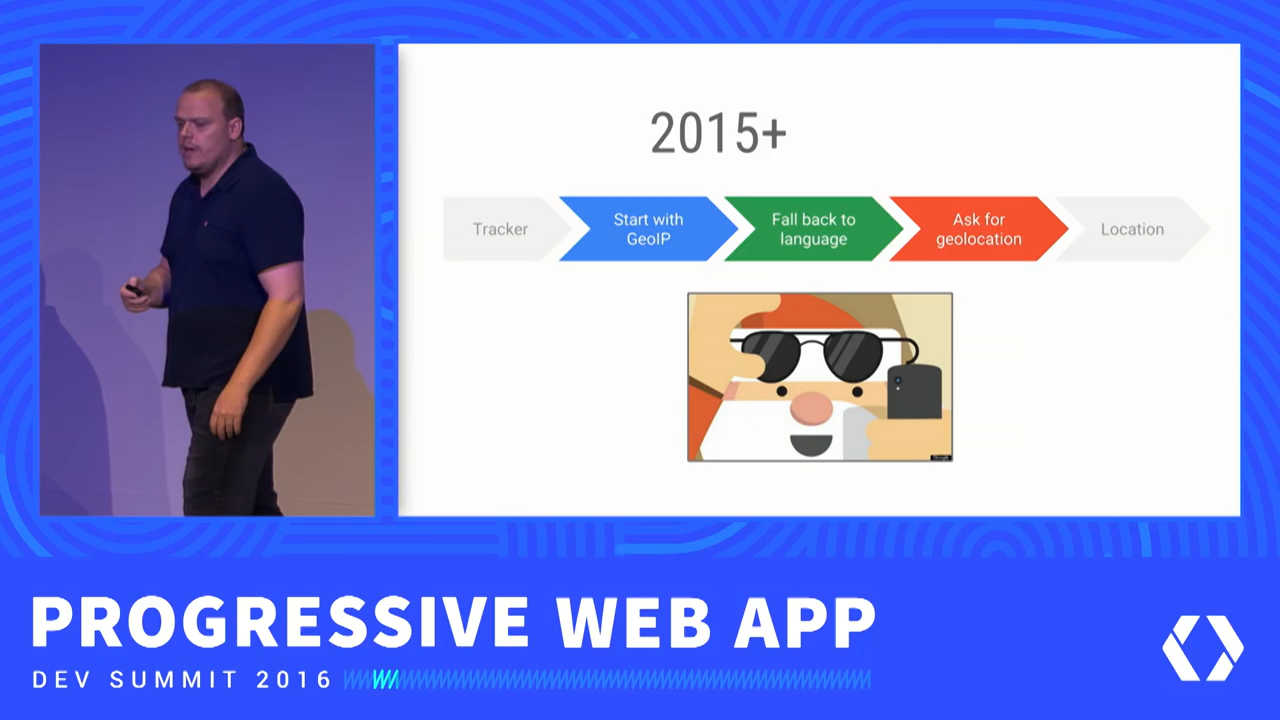 2015+
Tracker
Start with
GeoIP
Fall back to
language
Ask for
geolocation
Location
PROGRESSIVE WEB APP
DEV SUMMIT 2016